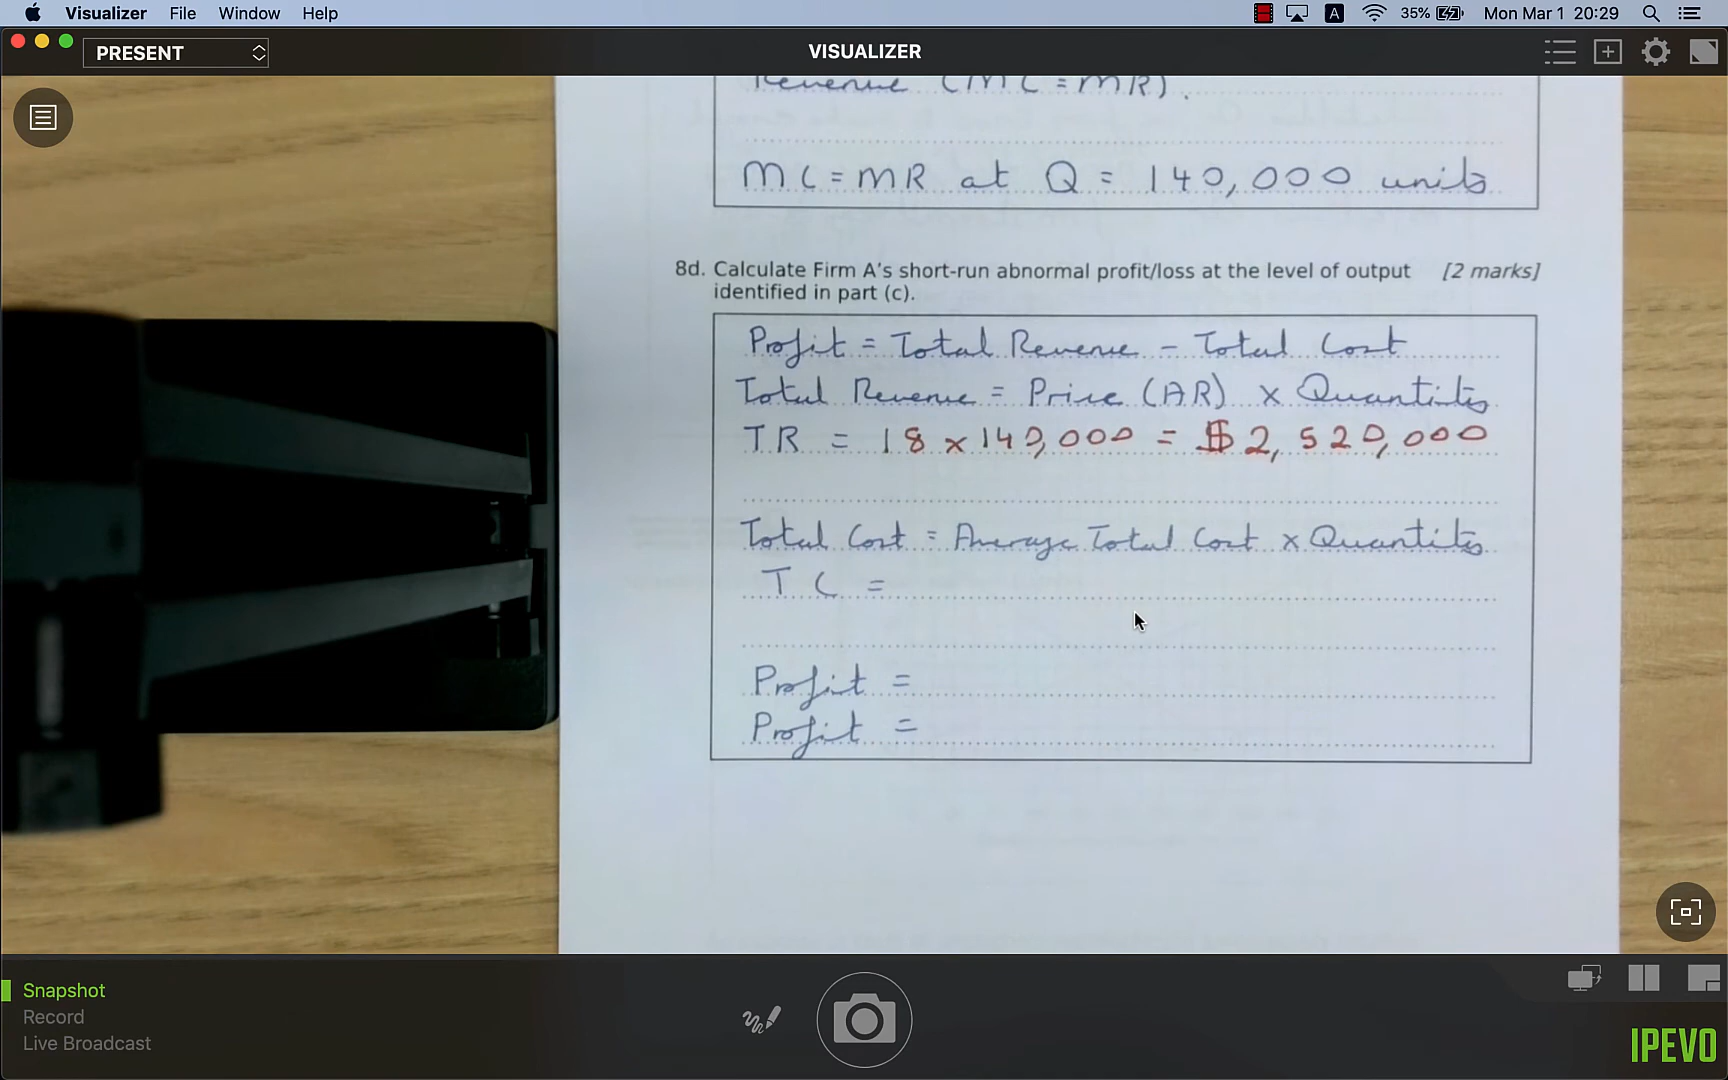 Visualizer File Window Help A 35% Mon Mar 1 20:29
PRESENT VISUALIZER
Revenue (MC = MR).
MC = MR at Q = 140,000 units
8d. Calculate Firm A's short-run abnormal profit/loss at the level of output [2 marks]
identified in part (c).
Profit = Total Revenue - Total Cost
Total Revenue = Price (AR) x Quantity
TR = 18 x 140,000 = $2,520,000
Total Cost = Average Total Cost x Quantity
TC =
Profit =
Profit =
Snapshot
Record
Live Broadcast
IPEVO